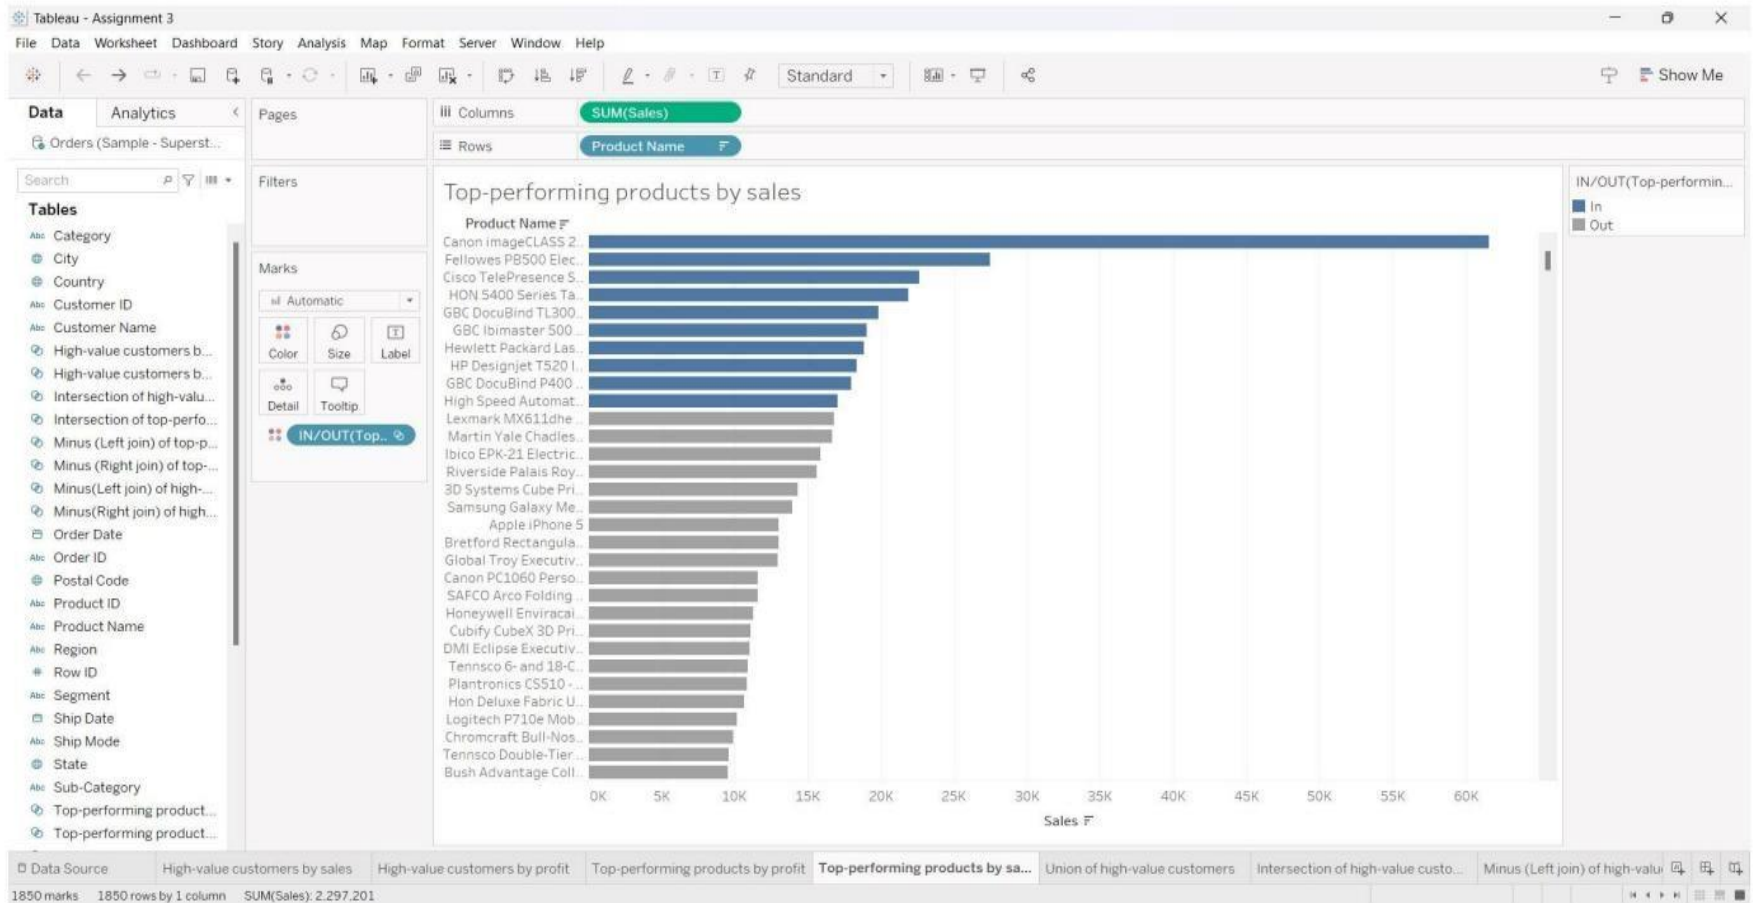 Tableau - Assignment 3
File Data Worksheet Dashboard Story Analysis Map Format Server Window Help
Standard
Show Me
Data Analytics
Orders (Sample - Superst...
Search
Tables
Abc Category
City
Country
Abc Customer ID
Abc Customer Name
High-value customers b...
High-value customers b...
Intersection of high-valu...
Intersection of top-perfo...
Minus (Left join) of top-p...
Minus (Right join) of top-...
Minus(Left join) of high-...
Minus(Right join) of high...
Order Date
Abc Order ID
Postal Code
Abc Product ID
Abc Product Name
Abc Region
# Row ID
Abc Segment
Ship Date
Abc Ship Mode
State
Abc Sub-Category
Top-performing product...
Top-performing product...
Pages
Filters
Marks
Automatic
Color Size Label
Detail Tooltip
IN/OUT(Top..
Columns SUM(Sales)
Rows Product Name
Top-performing products by sales
Product Name
Canon imageCLASS 2..
Fellowes PB500 Elec..
Cisco TelePresence S..
HON 5400 Series Ta..
GBC DocuBind TL300..
GBC Ibimaster 500 ..
Hewlett Packard Las..
HP Designjet T520 I..
GBC DocuBind P400 ..
High Speed Automat..
Lexmark MX611dhe ..
Martin Yale Chadles..
Ibico EPK-21 Electric..
Riverside Palais Roy..
3D Systems Cube Pri..
Samsung Galaxy Me..
Apple iPhone 5
Bretford Rectangula..
Global Troy Executiv..
Canon PC1060 Perso..
SAFCO Arco Folding ..
Honeywell Enviracai..
Cubify CubeX 3D Pri..
DMI Eclipse Executiv..
Tennsco 6- and 18-C..
Plantronics CS510 -..
Hon Deluxe Fabric U..
Logitech P710e Mob..
Chromcraft Bull-Nos..
Tennsco Double-Tier ..
Bush Advantage Coll..
0K 5K 10K 15K 20K 25K 30K 35K 40K 45K 50K 55K 60K
Sales
IN/OUT(Top-performin...
In
Out
Data Source High-value customers by sales High-value customers by profit Top-performing products by profit Top-performing products by sa... Union of high-value customers Intersection of high-value custo... Minus (Left join) of high-valu
1850 marks 1850 rows by 1 column SUM(Sales): 2,297,201